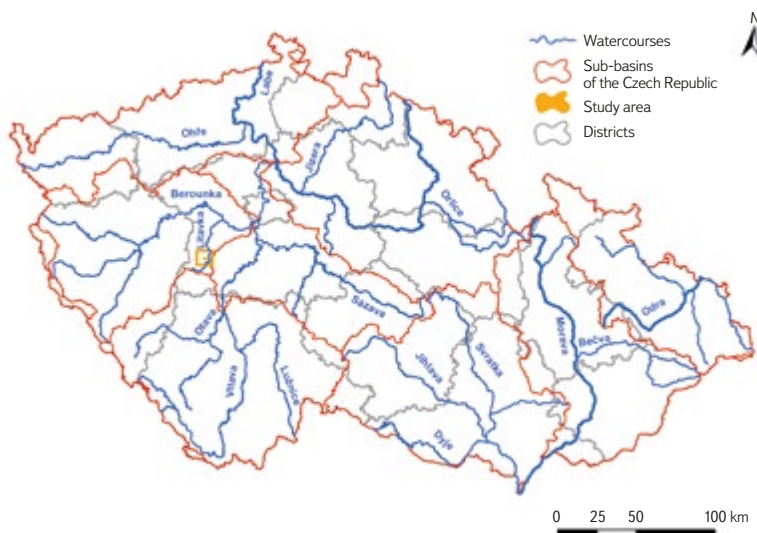 N
Watercourses
Sub-basins
of the Czech Republic
Study area
Districts
Labe
Ohře
Jizera
Berounka
Litavka
Orlice
Sázava
Otava
Vltava
Lužnice
Jihlava
Svratka
Dyje
Morava
Bečva
Odra
0 25 50 100 km